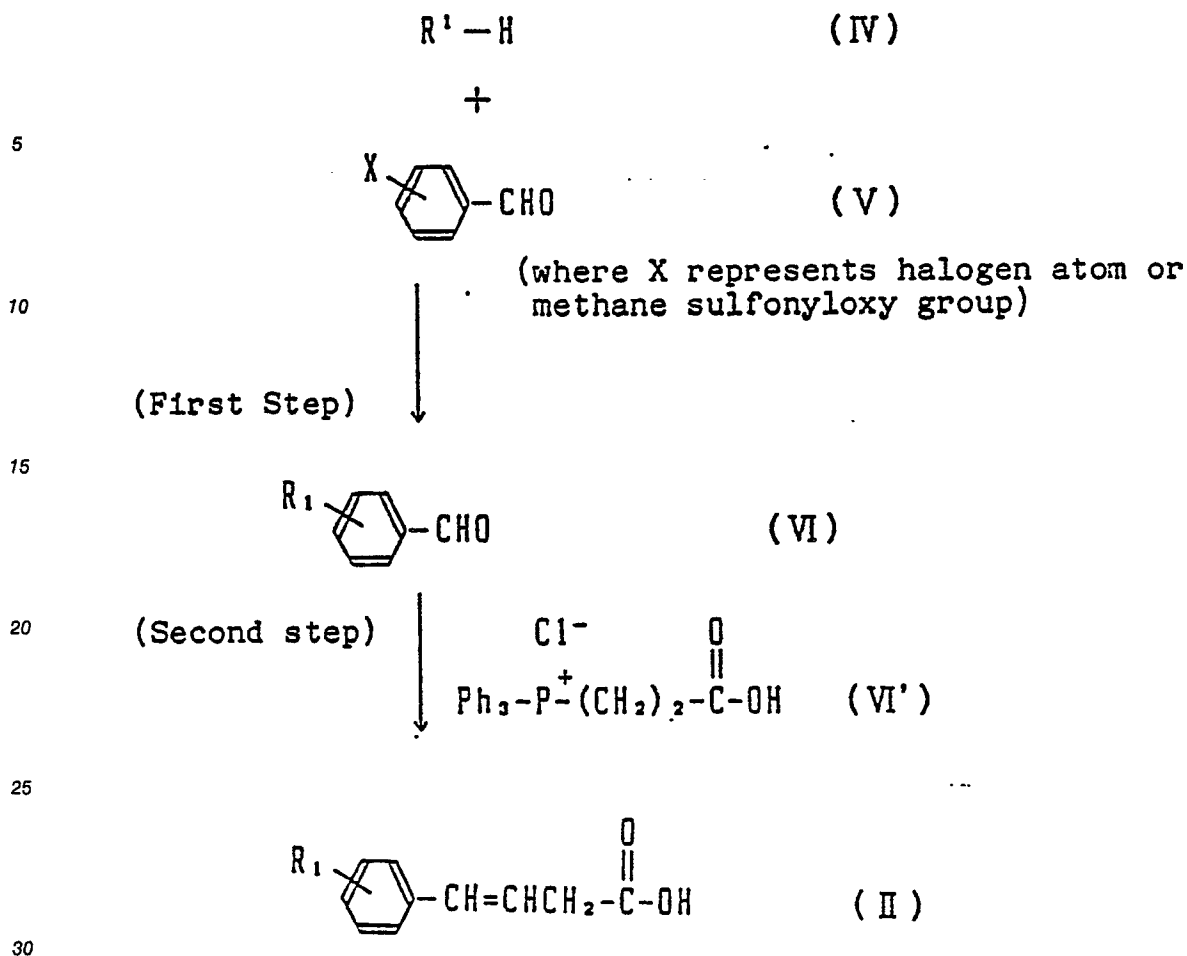 R¹—H (IV)
+
5
X
—CHO (V)
(where X represents halogen atom or
10 methane sulfonyloxy group)
(First Step)
15
R₁
—CHO (VI)
20 (Second step) Cl⁻ O
Ph₃-P⁺-(CH₂)₂-C-OH (VI')
25
O
R₁
—CH=CHCH₂-C-OH (II)
30